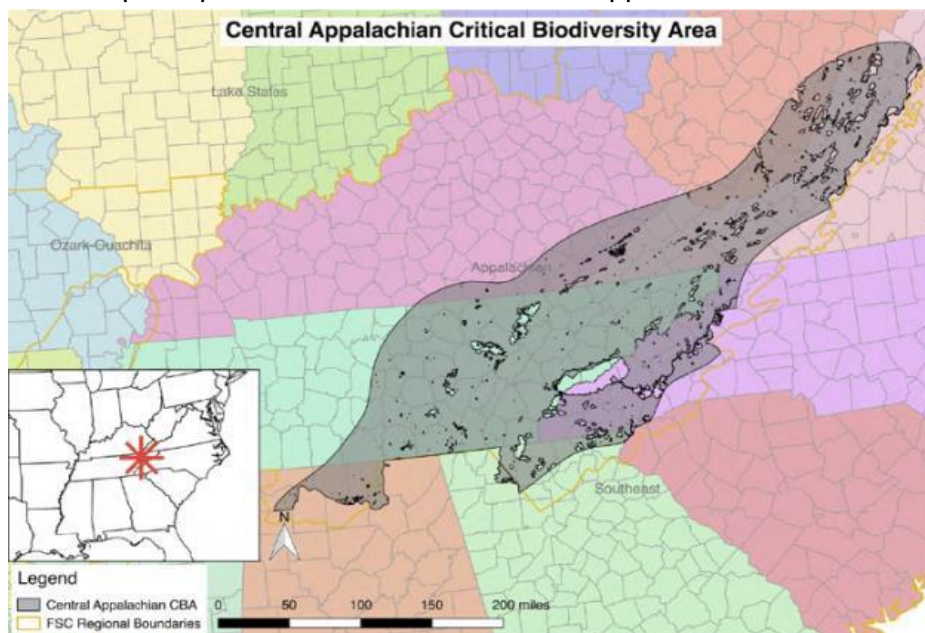 Central Appalachian Critical Biodiversity Area
Lake States
Ozark-Ouachita
Appalachian
Southeast
N
Legend
Central Appalachian CBA
FSC Regional Boundaries
0 50 100 150 200 miles